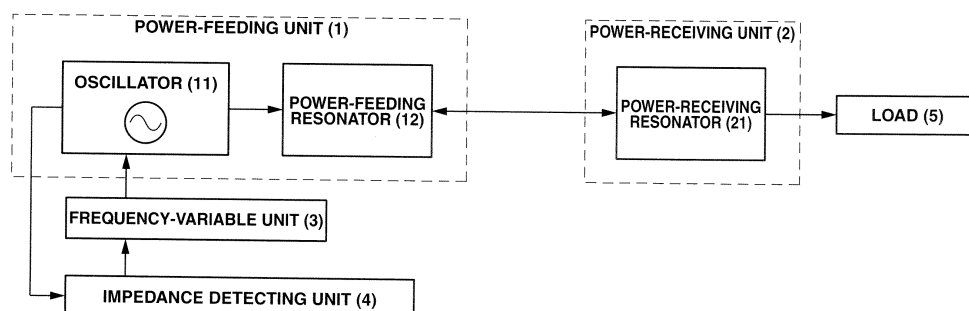 POWER-FEEDING UNIT (1)
OSCILLATOR (11)
POWER-FEEDING
RESONATOR (12)
POWER-RECEIVING UNIT (2)
POWER-RECEIVING
RESONATOR (21)
LOAD (5)
FREQUENCY-VARIABLE UNIT (3)
IMPEDANCE DETECTING UNIT (4)